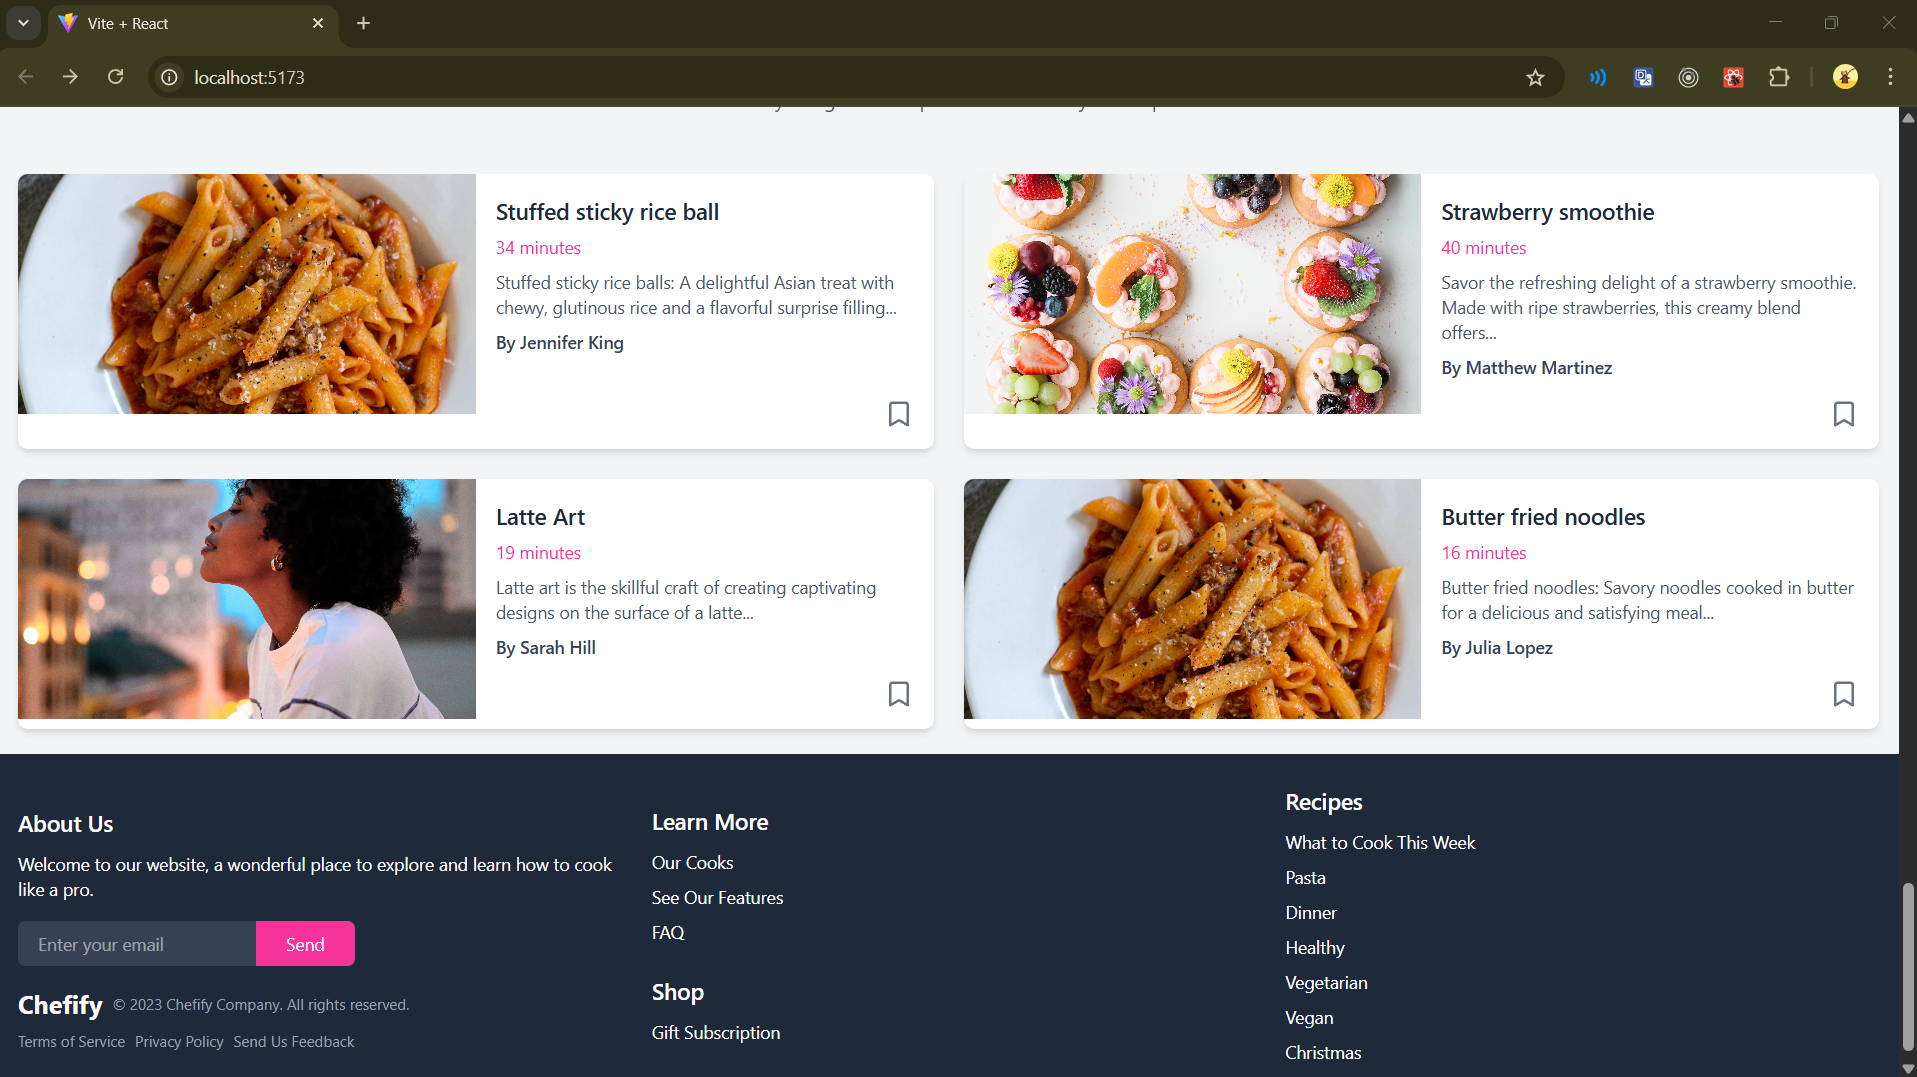 Vite + React
localhost:5173
Stuffed sticky rice ball
34 minutes
Stuffed sticky rice balls: A delightful Asian treat with
chewy, glutinous rice and a flavorful surprise filling...
By Jennifer King
Strawberry smoothie
40 minutes
Savor the refreshing delight of a strawberry smoothie.
Made with ripe strawberries, this creamy blend
offers...
By Matthew Martinez
Latte Art
19 minutes
Latte art is the skillful craft of creating captivating
designs on the surface of a latte...
By Sarah Hill
Butter fried noodles
16 minutes
Butter fried noodles: Savory noodles cooked in butter
for a delicious and satisfying meal...
By Julia Lopez
About Us
Welcome to our website, a wonderful place to explore and learn how to cook
like a pro.
Enter your email
Send
Chefify © 2023 Chefify Company. All rights reserved.
Terms of Service Privacy Policy Send Us Feedback
Learn More
Our Cooks
See Our Features
FAQ
Shop
Gift Subscription
Recipes
What to Cook This Week
Pasta
Dinner
Healthy
Vegetarian
Vegan
Christmas